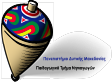 Πανεπιστήμιο Δυτικής Μακεδονίας
Παιδαγωγικό Τμήμα Νηπιαγωγών